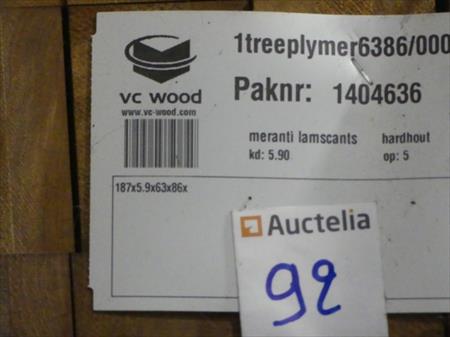 1treeplymer6386/000
vc wood
www.vc-wood.com
Paknr: 1404636
meranti lamscants hardhout
kd: 5.90 op: 5
187x5.9x63x86x
Auctelia
92